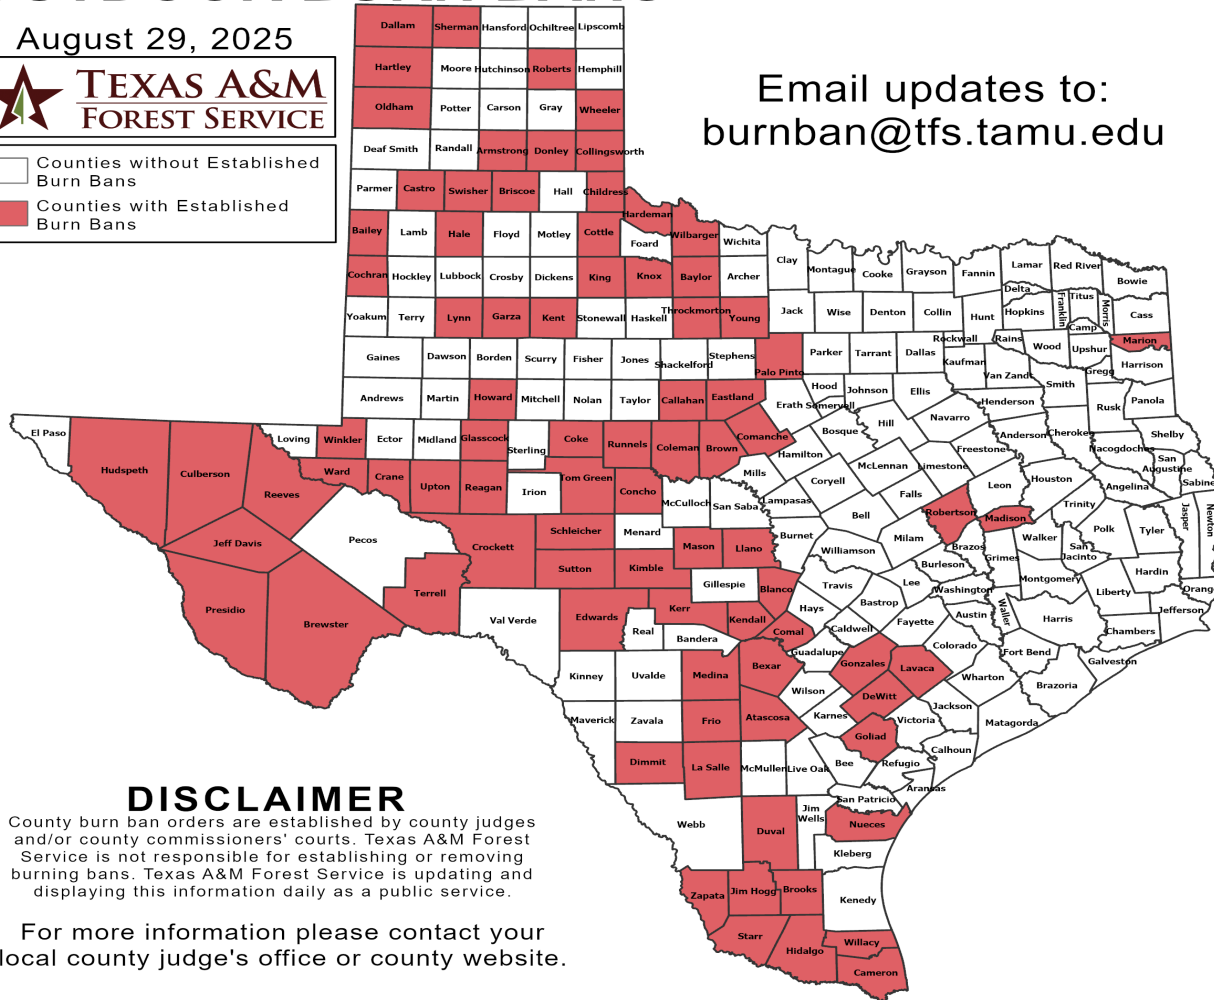 August 29, 2025
TEXAS A&M
FOREST SERVICE
Counties without Established
Burn Bans
Counties with Established
Burn Bans
Email updates to:
burnban@tfs.tamu.edu
Dallam Sherman Hansford Ochiltree Lipscomb
Hartley Moore Hutchinson Roberts Hemphill
Oldham Potter Carson Gray Wheeler
Deaf Smith Randall Armstrong Donley Collingsworth
Parmer Castro Swisher Briscoe Hall Childress
Hardeman
Bailey Lamb Hale Floyd Motley Cottle Foard Wilbarger Wichita
Clay Montague Cooke Grayson Fannin Lamar Red River Bowie
Cochran Hockley Lubbock Crosby Dickens King Knox Baylor Archer
Delta Franklin Titus Morris Cass
Yoakum Terry Lynn Garza Kent Stonewall Haskell Throckmorton Young Jack Wise Denton Collin Hunt Hopkins Camp
Rockwall Rains Wood Upshur Marion
Gaines Dawson Borden Scurry Fisher Jones Shackelford Stephens Palo Pinto Parker Tarrant Dallas Kaufman Van Zandt Smith Gregg Harrison
Andrews Martin Howard Mitchell Nolan Taylor Callahan Eastland Erath Hood Somervell Johnson Ellis Henderson Rusk Panola
El Paso Loving Winkler Ector Midland Glasscock Sterling Coke Runnels Coleman Brown Comanche Hamilton Bosque Hill Navarro Freestone Anderson Cherokee Nacogdoches Shelby
San
Augustine
Sabine
Hudspeth Culberson Reeves Ward Crane Upton Reagan Irion Tom Green Concho McCulloch San Saba Mills Lampasas Coryell McLennan Limestone Leon Houston Angelina
Falls Robertson Madison Trinity Polk Tyler Jasper Newton
Jeff Davis Pecos Crockett Schleicher Menard Mason Llano Burnet Bell Milam Brazos Grimes Walker
San
Jacinto
Sutton Kimble Gillespie Blanco Williamson Burleson Montgomery Liberty Hardin
Presidio Brewster Terrell Val Verde Edwards Real Kerr Bandera Kendall Comal Hays Travis Bastrop Lee Washington Austin Waller Harris Chambers Jefferson
Caldwell Fayette Colorado Fort Bend Galveston
Kinney Uvalde Medina Bexar Guadalupe Gonzales Lavaca Wharton Brazoria
Wilson DeWitt Jackson Matagorda
Maverick Zavala Frio Atascosa Karnes Victoria
Goliad Calhoun
Dimmit La Salle McMullen Live Oak Bee Refugio
Aransas
San Patricio
Webb Duval
Jim
Wells
Nueces
Kleberg
Zapata Jim Hogg Brooks Kenedy
Starr Hidalgo Willacy
Cameron
DISCLAIMER
County burn ban orders are established by county judges
and/or county commissioners' courts. Texas A&M Forest
Service is not responsible for establishing or removing
burning bans. Texas A&M Forest Service is updating and
displaying this information daily as a public service.
For more information please contact your
local county judge's office or county website.